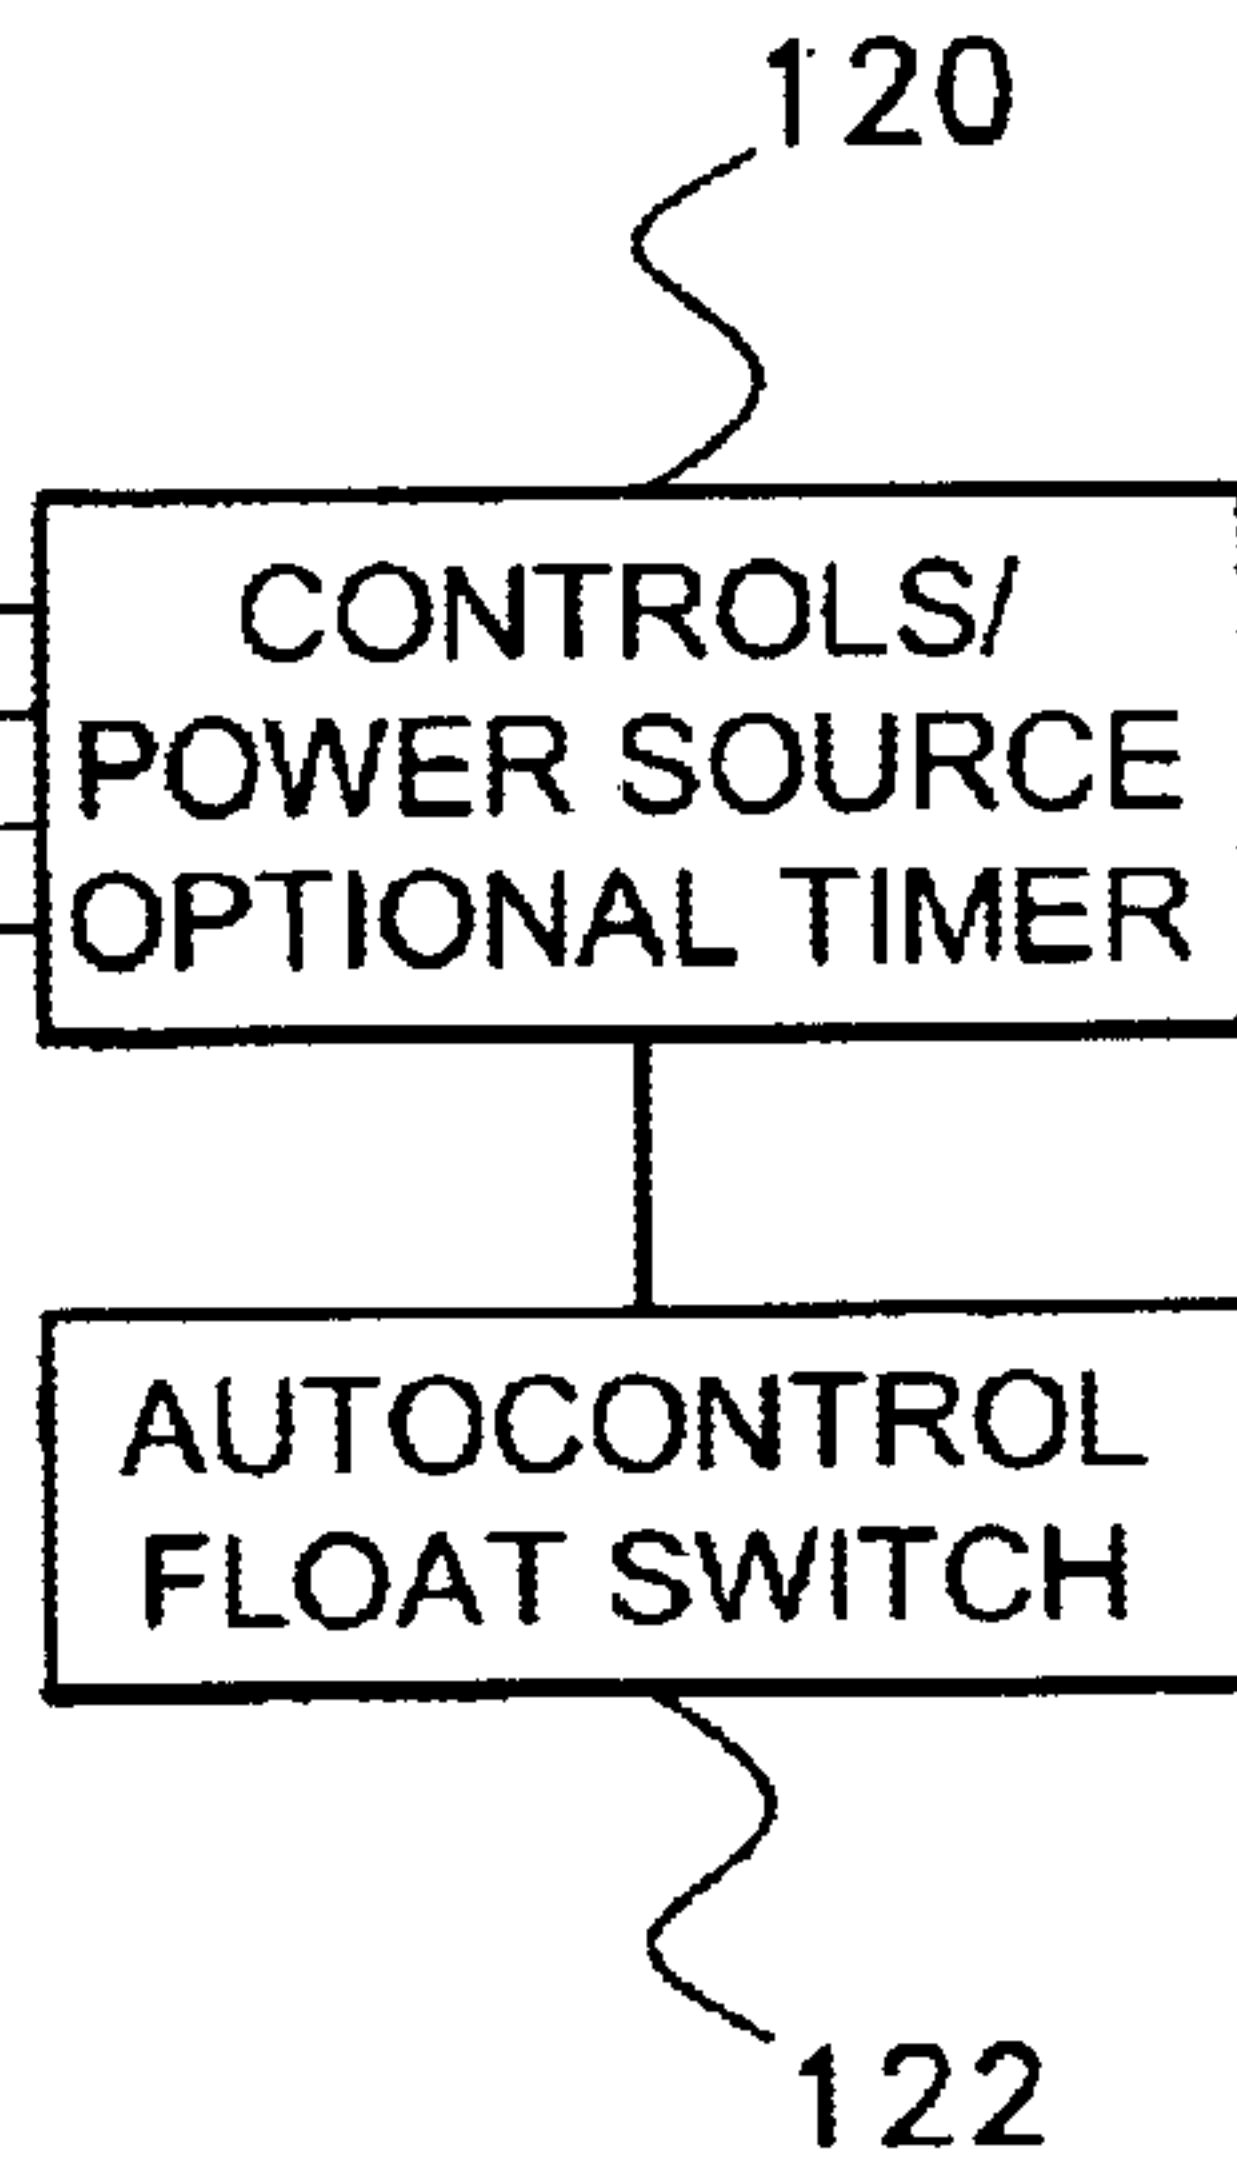 120
CONTROLS/
POWER SOURCE
OPTIONAL TIMER
AUTOCONTROL
FLOAT SWITCH
122